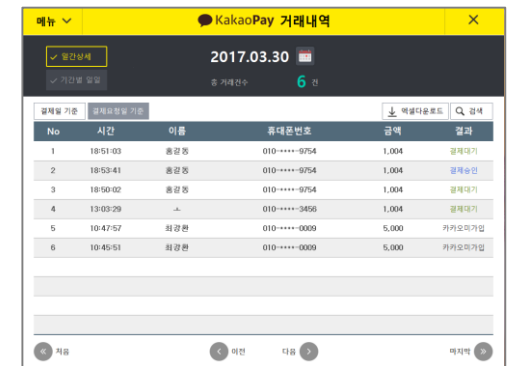 메뉴 KakaoPay 거래내역
일간상세 2017.03.30
기간별 일일 총 거래건수 6 건
결제일 기준 결제요청일 기준 엑셀다운로드 검색
No 시간 이름 휴대폰번호 금액 결과
1 18:51:03 홍길동 010-****-9754 1,004 결제대기
2 18:53:41 홍길동 010-****-9754 1,004 결제승인
3 18:50:02 홍길동 010-****-9754 1,004 결제대기
4 13:03:29 010-****-3456 1,004 결제대기
5 10:47:57 최강환 010-****-0009 5,000 카카오미가입
6 10:45:51 최강환 010-****-0009 5,000 카카오미가입
처음 이전 다음 마지막